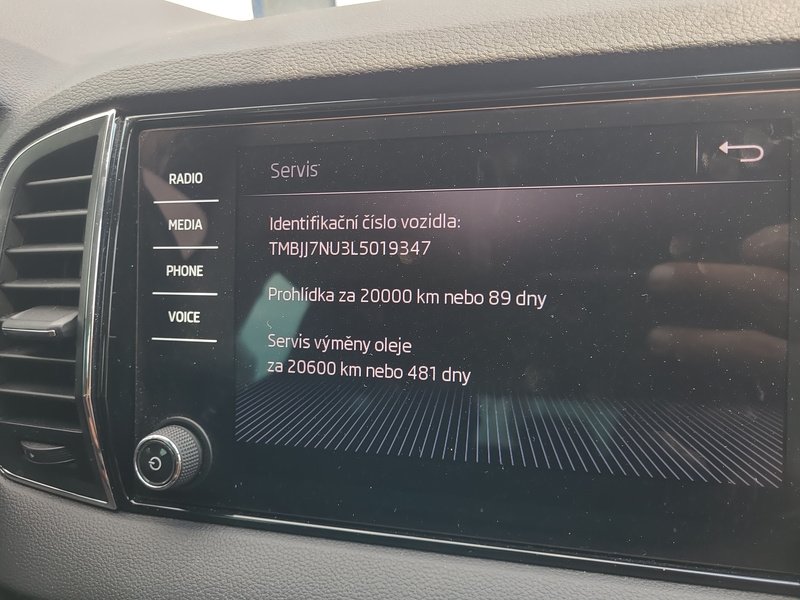 Servis
RADIO
MEDIA
PHONE
VOICE
Identifikační číslo vozidla:
TMBJJ7NU3L5019347
Prohlídka za 20000 km nebo 89 dny
Servis výměny oleje
za 20600 km nebo 481 dny